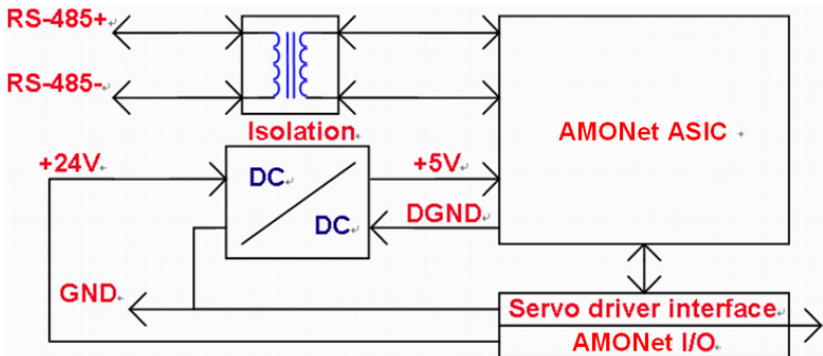 RS-485+
RS-485-
Isolation
AMONet ASIC
+24V
DC
DC
+5V
DGND
GND
Servo driver interface
AMONet I/O